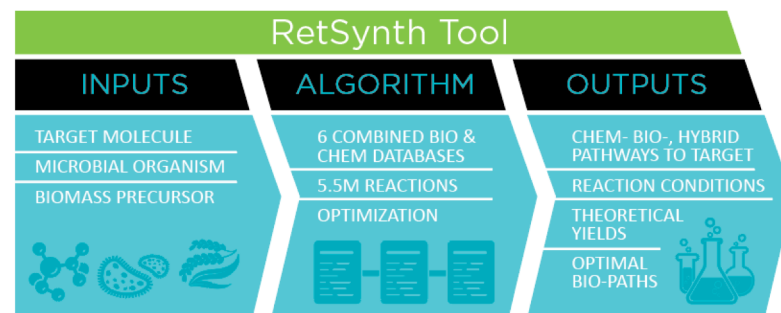 RetSynth Tool
INPUTS
TARGET MOLECULE
MICROBIAL ORGANISM
BIOMASS PRECURSOR
ALGORITHM
6 COMBINED BIO &
CHEM DATABASES
5.5M REACTIONS
OPTIMIZATION
OUTPUTS
CHEM- BIO-, HYBRID
PATHWAYS TO TARGET
REACTION CONDITIONS
THEORETICAL
YIELDS
OPTIMAL
BIO-PATHS